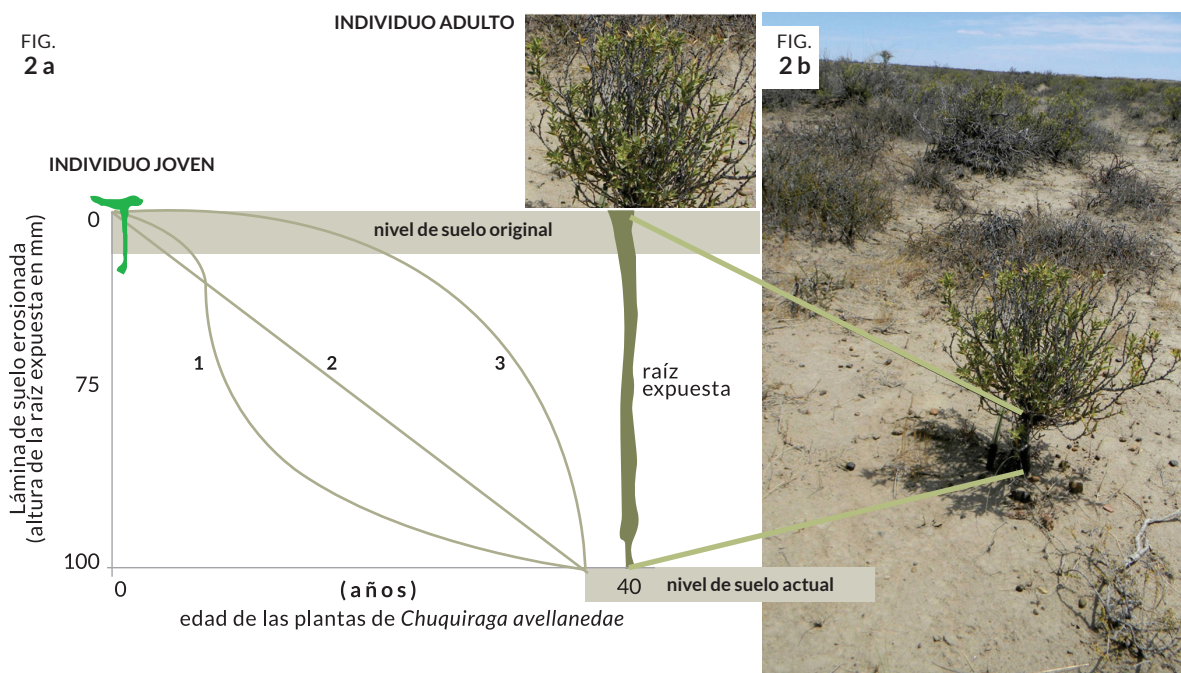 FIG.
2 a
INDIVIDUO ADULTO
FIG.
2 b
INDIVIDUO JOVEN
Lámina de suelo erosionada
(altura de la raíz expuesta en mm)
0
nivel de suelo original
75
1
2
3
raíz
expuesta
100
0
(años)
40
nivel de suelo actual
edad de las plantas de Chuquiraga avellanedae